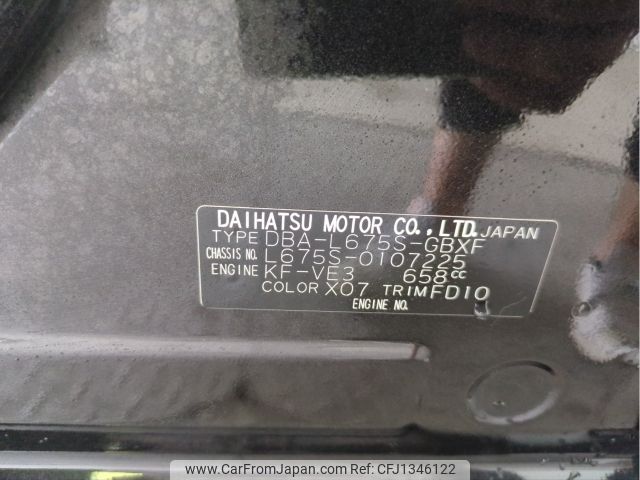 DAIHATSU MOTOR CO., LTD. JAPAN
TYPE DBA-L675S-GBXF
CHASSIS NO. L675S-0107225
ENGINE KF-VE3 658cc
COLOR X07 TRIM FD10
ENGINE NO.
www.CarFromJapan.com - CFJ1346122